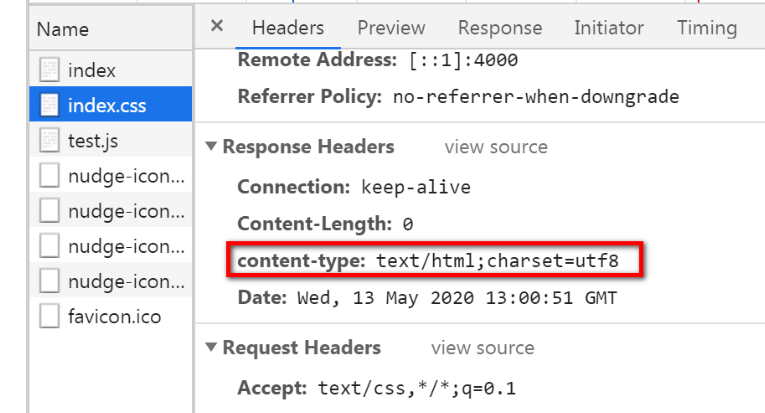 Name
× Headers Preview Response Initiator Timing
index
index.css
test.js
nudge-icon...
nudge-icon...
nudge-icon...
nudge-icon...
favicon.ico
Remote Address: [::1]:4000
Referrer Policy: no-referrer-when-downgrade
▼ Response Headers view source
Connection: keep-alive
Content-Length: 0
content-type: text/html;charset=utf8
Date: Wed, 13 May 2020 13:00:51 GMT
▼ Request Headers view source
Accept: text/css,*/*;q=0.1